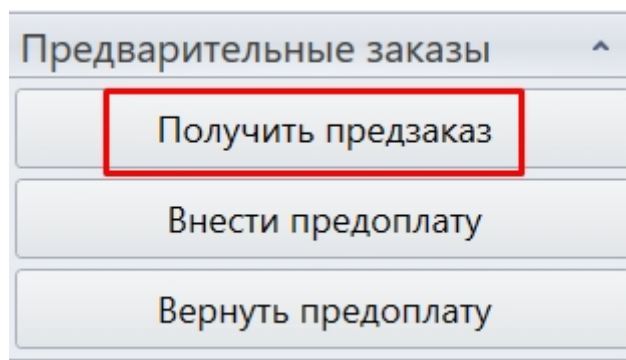 Предварительные заказы
Получить предзаказ
Внести предоплату
Вернуть предоплату